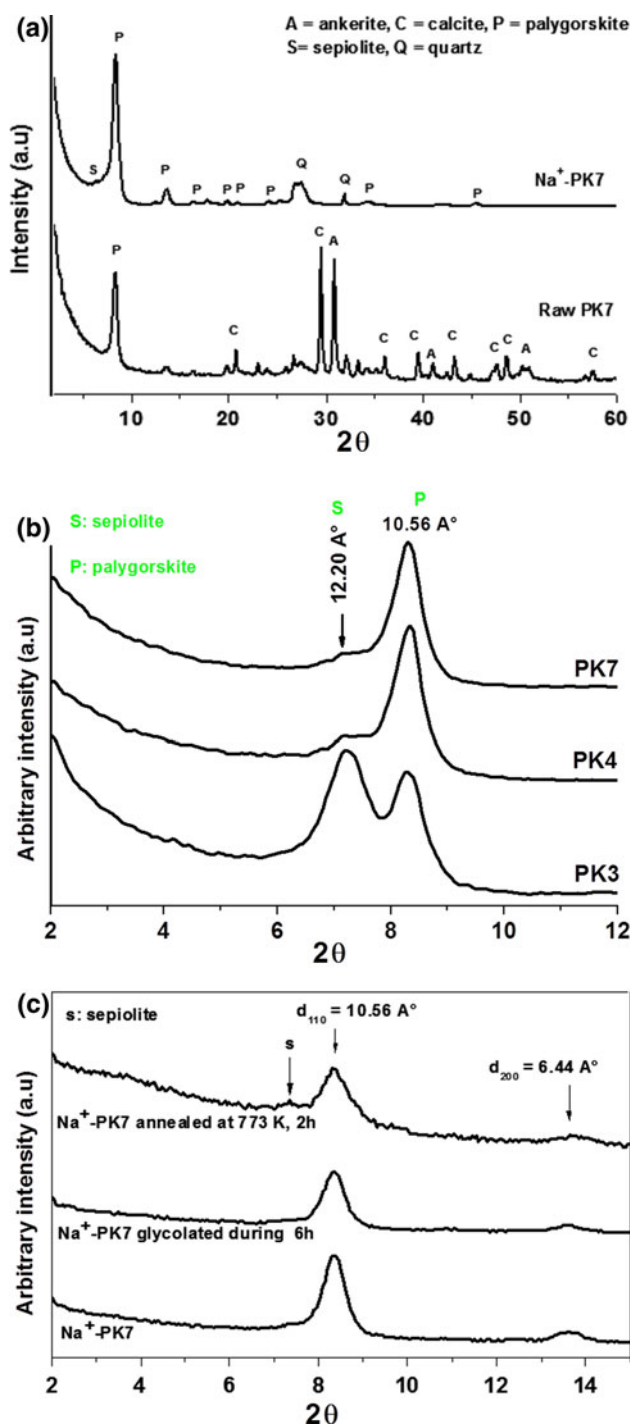 (a)
A = ankerite, C = calcite, P = palygorskite
S= sepiolite, Q = quartz
P
S
P
P
P
P
P
Q
Q
P
P
Na⁺-PK7
P
C
C
A
C
C
A
C
C
C
A
C
Raw PK7
Intensity (a.u)
10 20 30 40 50 60
2θ
(b)
S: sepiolite
P: palygorskite
S
12.20 A°
P
10.56 A°
PK7
PK4
PK3
Arbitrary intensity (a.u)
2 4 6 8 10 12
2θ
(c)
s: sepiolite
s
d₁₁₀ = 10.56 A°
d₂₀₀ = 6.44 A°
Na⁺-PK7 annealed at 773 K, 2h
Na⁺-PK7 glycolated during 6h
Na⁺-PK7
Arbitrary intensity (a.u)
2 4 6 8 10 12 14
2θ